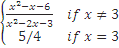 x²−x−6
x²−2x−3 if x ≠ 3
5/4 if x = 3